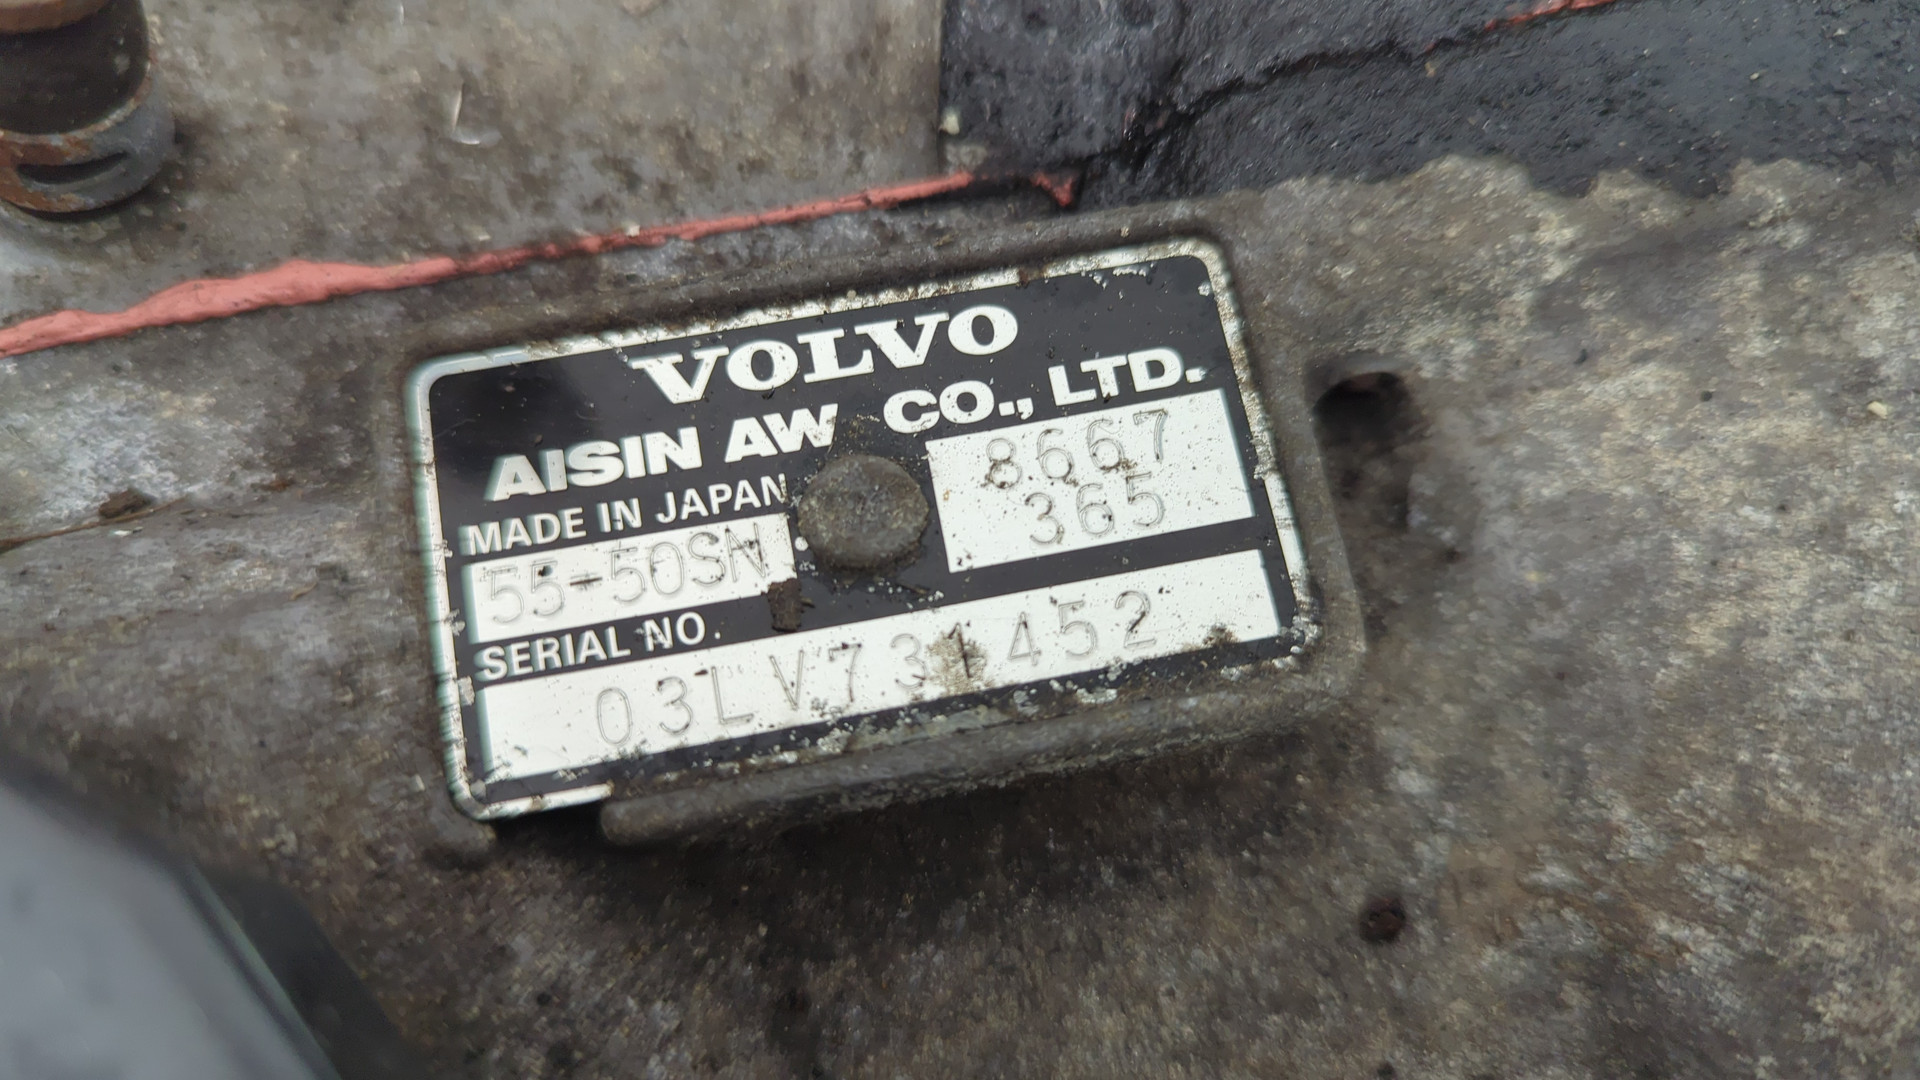 VOLVO
AISIN AW CO., LTD.
MADE IN JAPAN
8667
365
55-50SN
SERIAL NO.
03LV731452